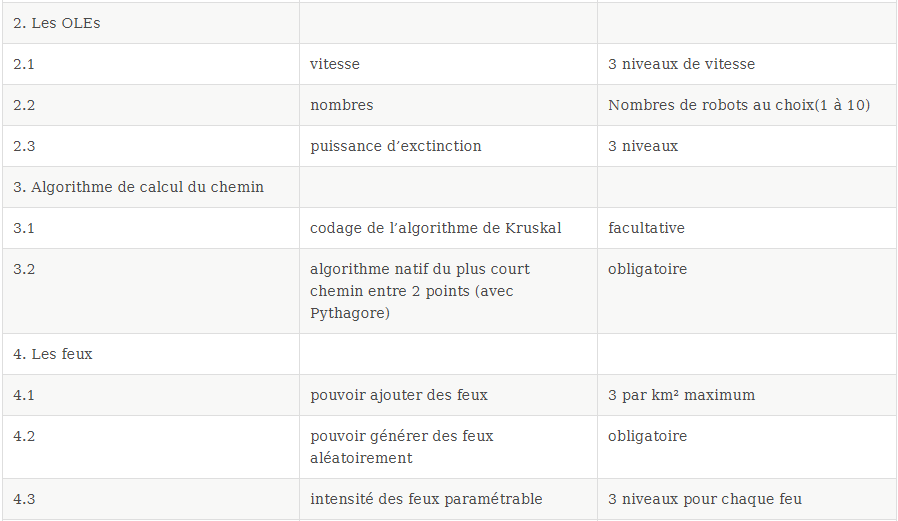 2. Les OLEs
2.1 vitesse 3 niveaux de vitesse
2.2 nombres Nombres de robots au choix(1 à 10)
2.3 puissance d’exctinction 3 niveaux
3. Algorithme de calcul du chemin
3.1 codage de l’algorithme de Kruskal facultative
3.2 algorithme natif du plus court obligatoire
chemin entre 2 points (avec
Pythagore)
4. Les feux
4.1 pouvoir ajouter des feux 3 par km² maximum
4.2 pouvoir générer des feux obligatoire
aléatoirement
4.3 intensité des feux paramétrable 3 niveaux pour chaque feu